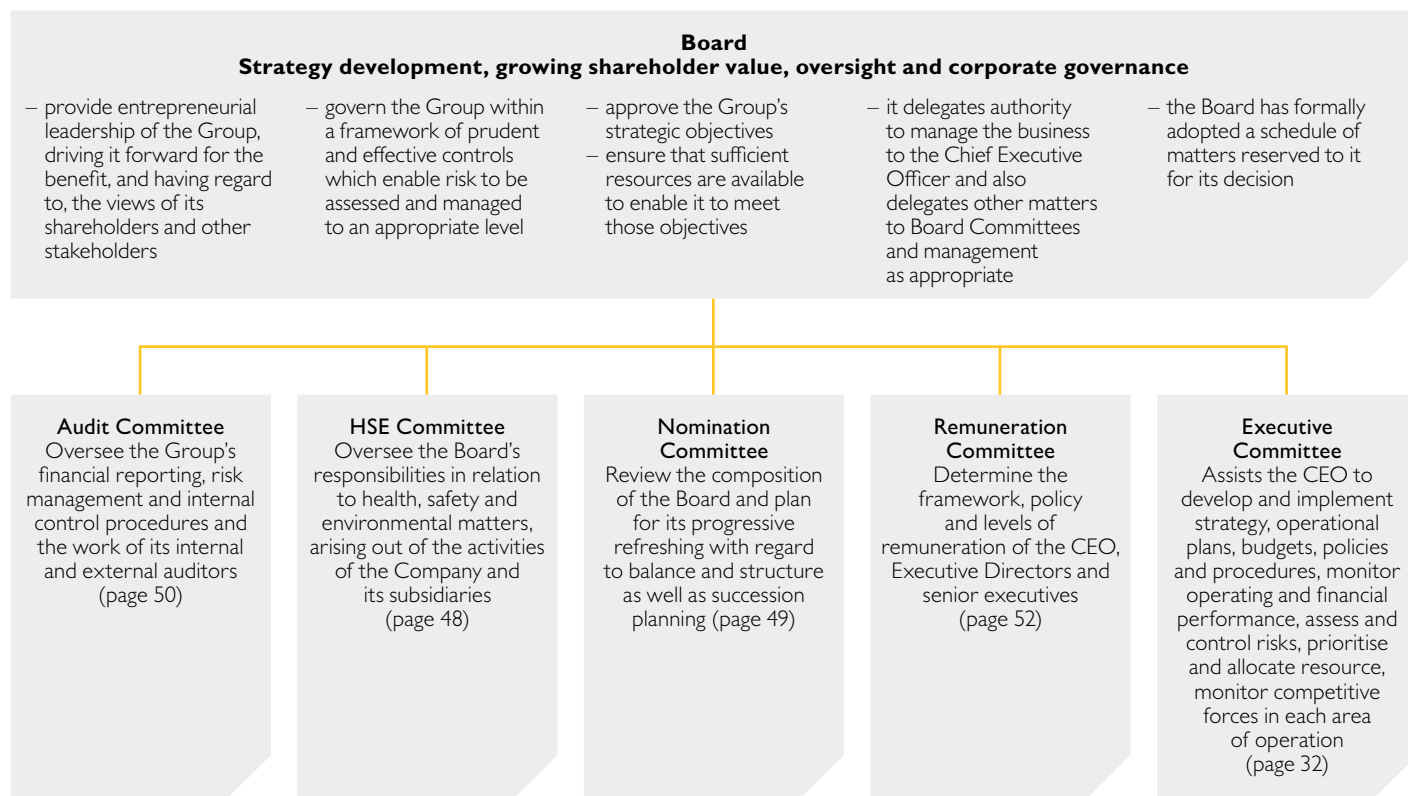 Board
Strategy development, growing shareholder value, oversight and corporate governance
– provide entrepreneurial
leadership of the Group,
driving it forward for the
benefit, and having regard
to, the views of its
shareholders and other
stakeholders
– govern the Group within
a framework of prudent
and effective controls
which enable risk to be
assessed and managed
to an appropriate level
– approve the Group’s
strategic objectives
– ensure that sufficient
resources are available
to enable it to meet
those objectives
– it delegates authority
to manage the business
to the Chief Executive
Officer and also
delegates other matters
to Board Committees
and management
as appropriate
– the Board has formally
adopted a schedule of
matters reserved to it
for its decision
Audit Committee
Oversee the Group’s
financial reporting, risk
management and internal
control procedures and
the work of its internal
and external auditors
(page 50)
HSE Committee
Oversee the Board’s
responsibilities in relation
to health, safety and
environmental matters,
arising out of the activities
of the Company and
its subsidiaries
(page 48)
Nomination
Committee
Review the composition
of the Board and plan
for its progressive
refreshing with regard
to balance and structure
as well as succession
planning (page 49)
Remuneration
Committee
Determine the
framework, policy
and levels of
remuneration of the CEO,
Executive Directors and
senior executives
(page 52)
Executive
Committee
Assists the CEO to
develop and implement
strategy, operational
plans, budgets, policies
and procedures, monitor
operating and financial
performance, assess and
control risks, prioritise
and allocate resource,
monitor competitive
forces in each area
of operation
(page 32)